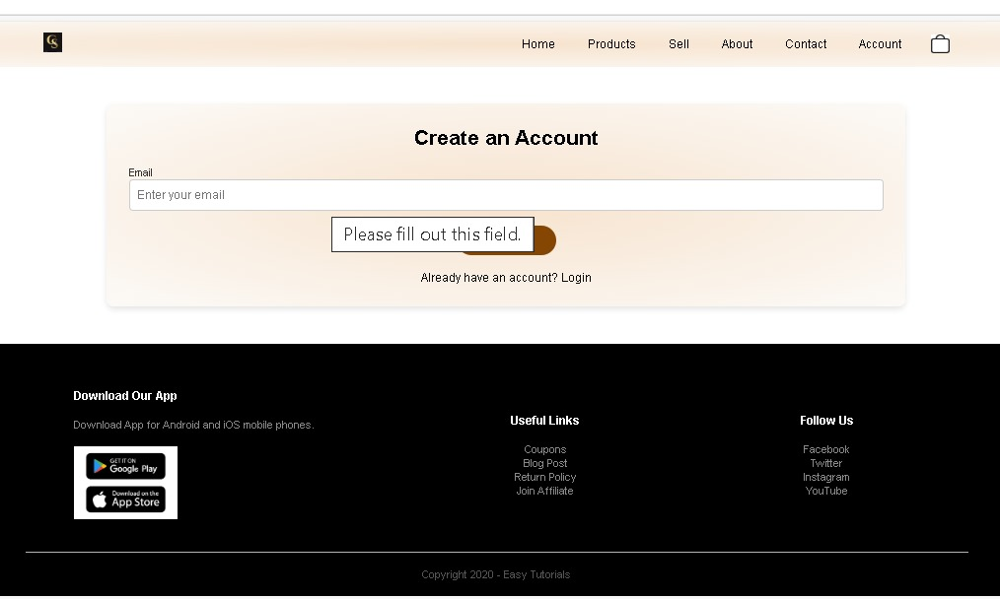 CS
Home Products Sell About Contact Account
Create an Account
Email
Enter your email
Please fill out this field.
Already have an account? Login
Download Our App
Download App for Android and iOS mobile phones.
GET IT ON
Google Play
Download on the
App Store
Useful Links
Coupons
Blog Post
Return Policy
Join Affiliate
Follow Us
Facebook
Twitter
Instagram
YouTube
Copyright 2020 - Easy Tutorials